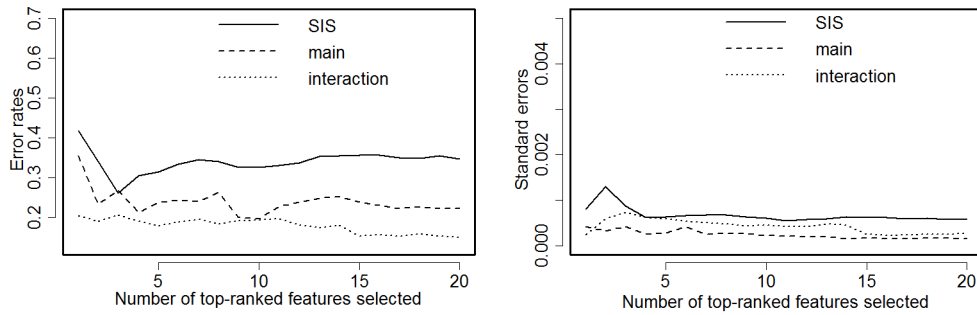 0.7
0.6
0.5
0.4
0.3
0.2
Error rates
SIS
main
interaction
5
10
15
20
Number of top-ranked features selected
0.004
0.002
0.000
Standard errors
SIS
main
interaction
5
10
15
20
Number of top-ranked features selected